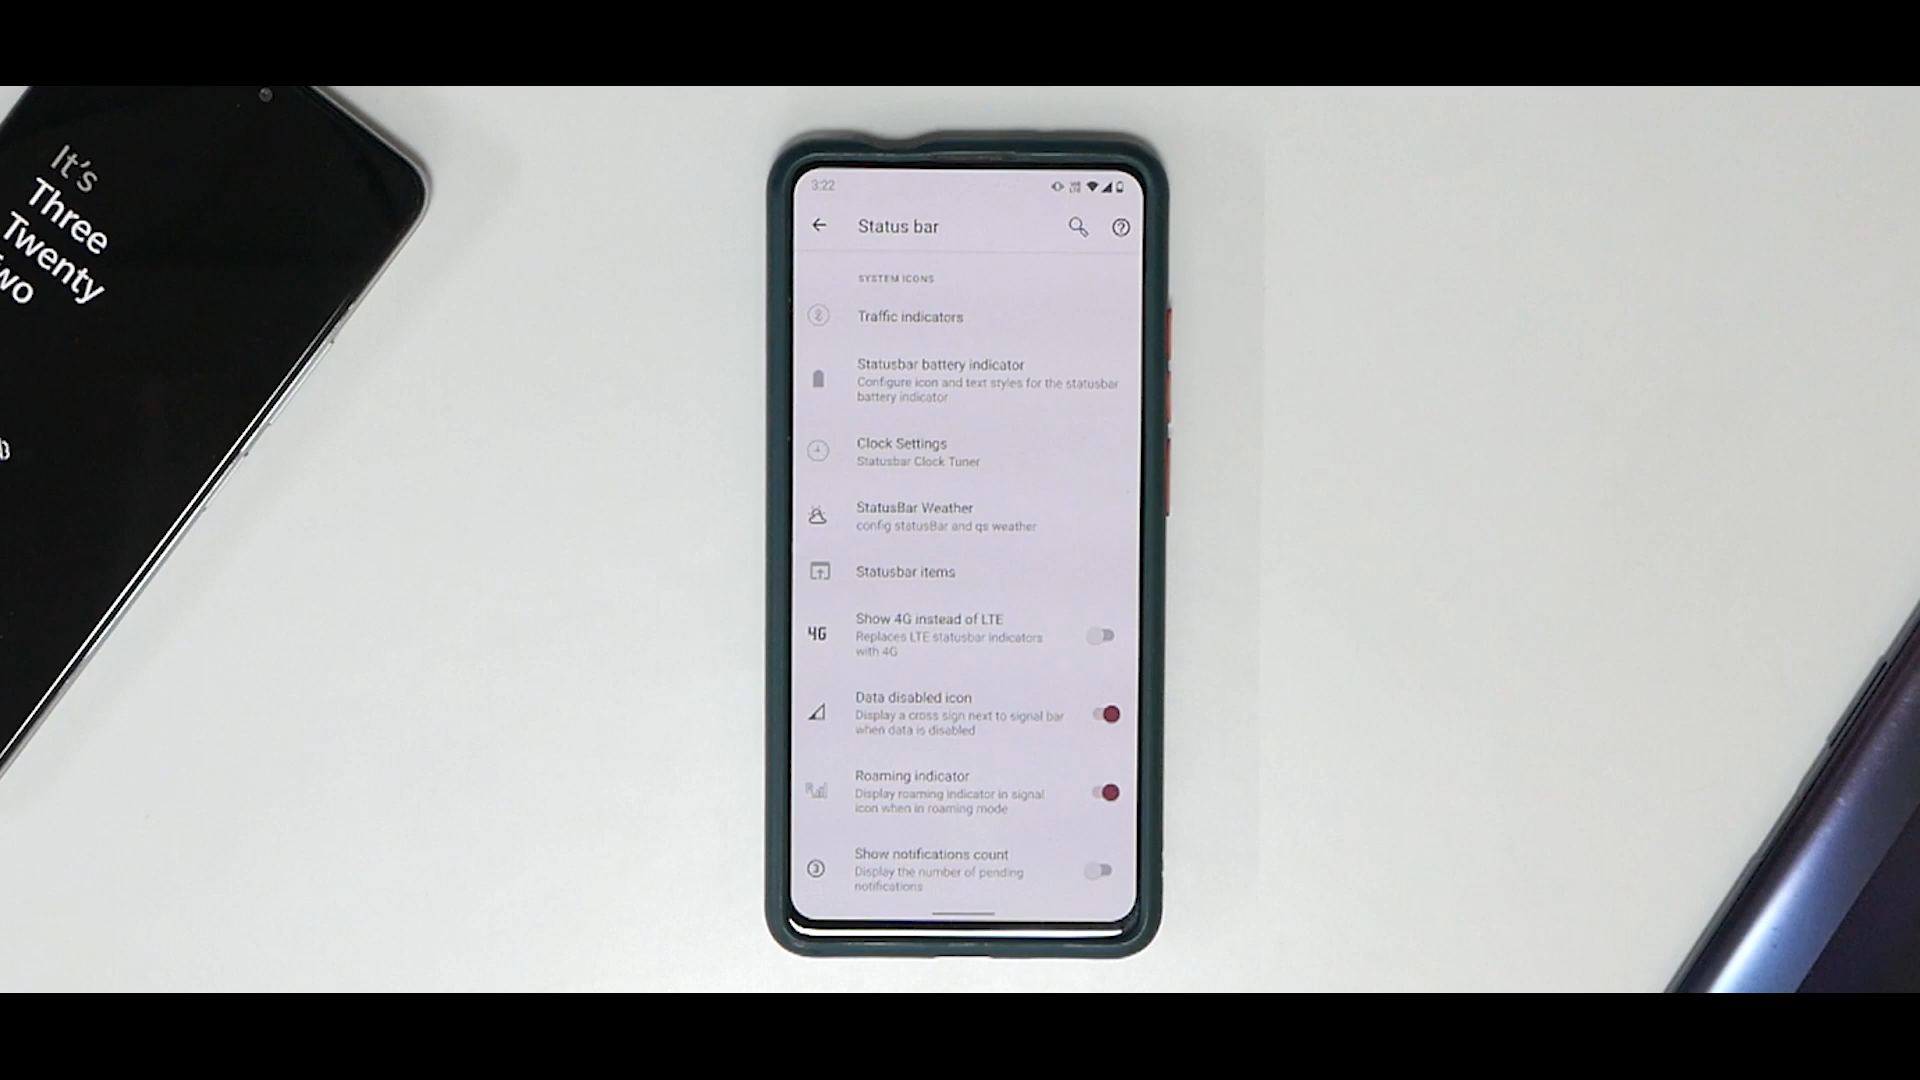 It's
Three
Twenty
3:22
Status bar
SYSTEM ICONS
Traffic indicators
Statusbar battery indicator
Configure icon and text styles for the statusbar
battery indicator
Clock Settings
Statusbar Clock Tuner
StatusBar Weather
config statusBar and qs weather
Statusbar items
4G
Show 4G instead of LTE
Replaces LTE statusbar indicators
with 4G
Data disabled icon
Display a cross sign next to signal bar
when data is disabled
Roaming indicator
Display roaming indicator in signal
icon when in roaming mode
3
Show notifications count
Display the number of pending
notifications